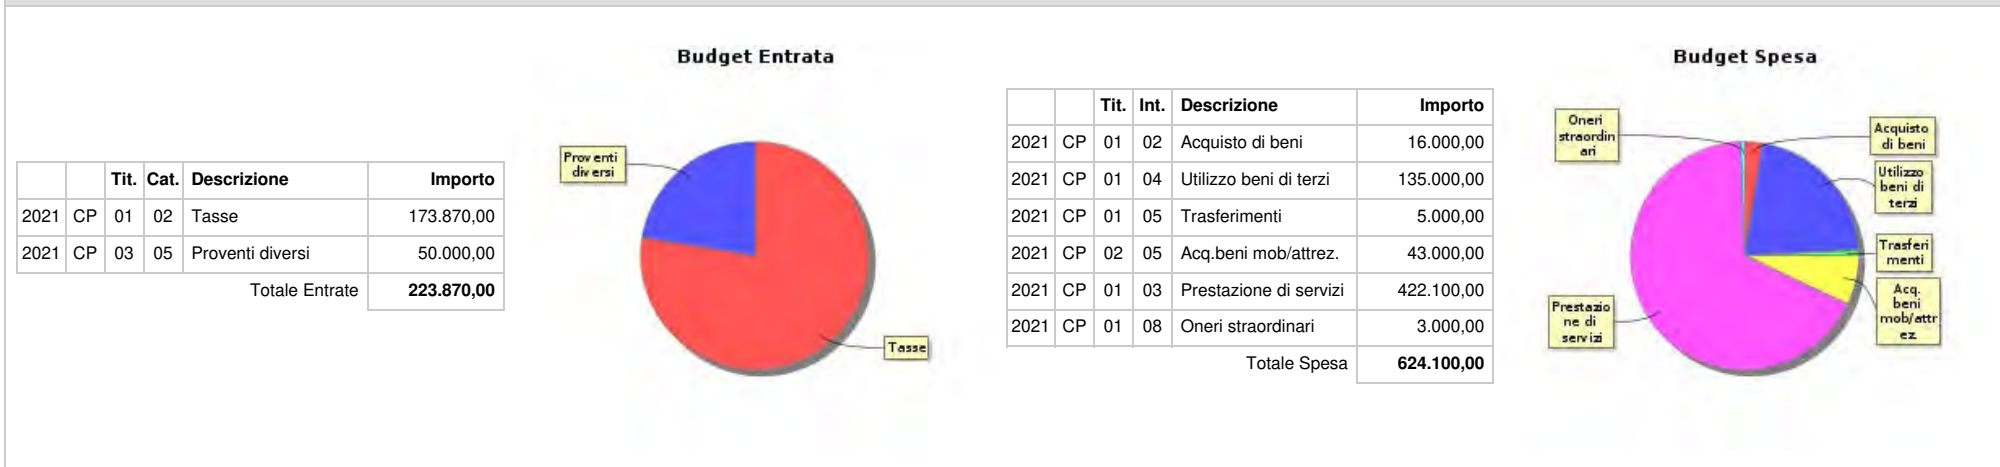 Budget Entrata
Tit. Cat. Descrizione Importo
2021 CP 01 02 Tasse 173.870,00
2021 CP 03 05 Proventi diversi 50.000,00
Totale Entrate 223.870,00
Proventi
diversi
Tasse
Tit. Int. Descrizione Importo
2021 CP 01 02 Acquisto di beni 16.000,00
2021 CP 01 04 Utilizzo beni di terzi 135.000,00
2021 CP 01 05 Trasferimenti 5.000,00
2021 CP 02 05 Acq.beni mob/attrez. 43.000,00
2021 CP 01 03 Prestazione di servizi 422.100,00
2021 CP 01 08 Oneri straordinari 3.000,00
Totale Spesa 624.100,00
Budget Spesa
Oneri
straordin
ari
Acquisto
di beni
Utilizzo
beni di
terzi
Trasferi
menti
Acq.
beni
mob/attr
ez.
Prestazio
ne di
servizi